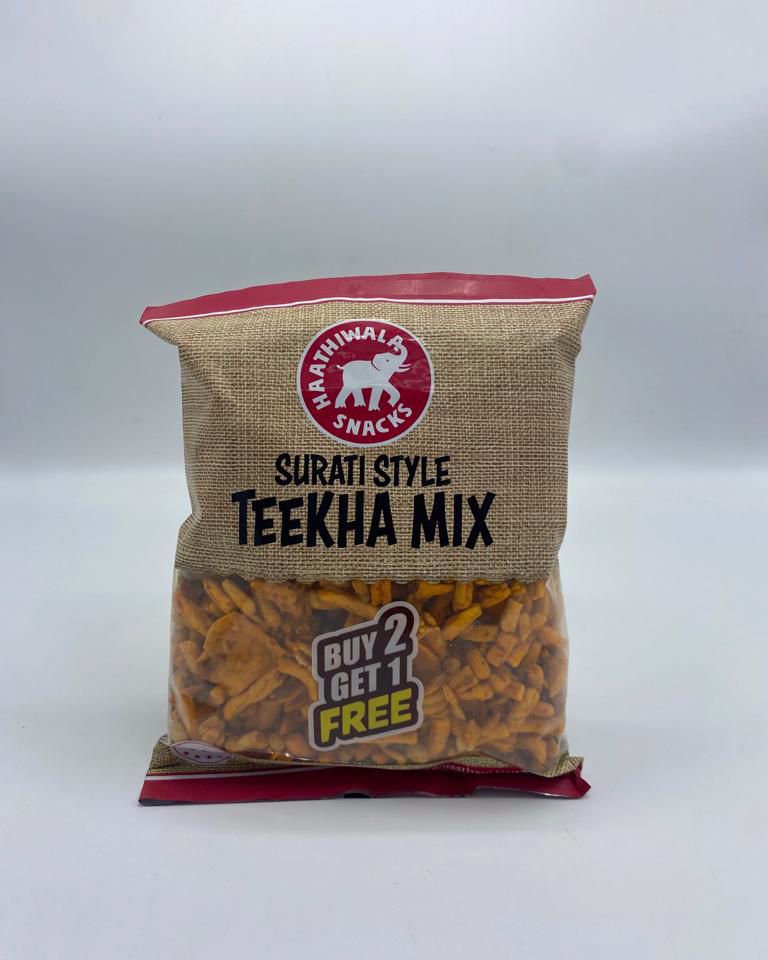 HAATHIWALA
SNACKS
SURATI STYLE
TEEKHA MIX
BUY 2
GET 1
FREE